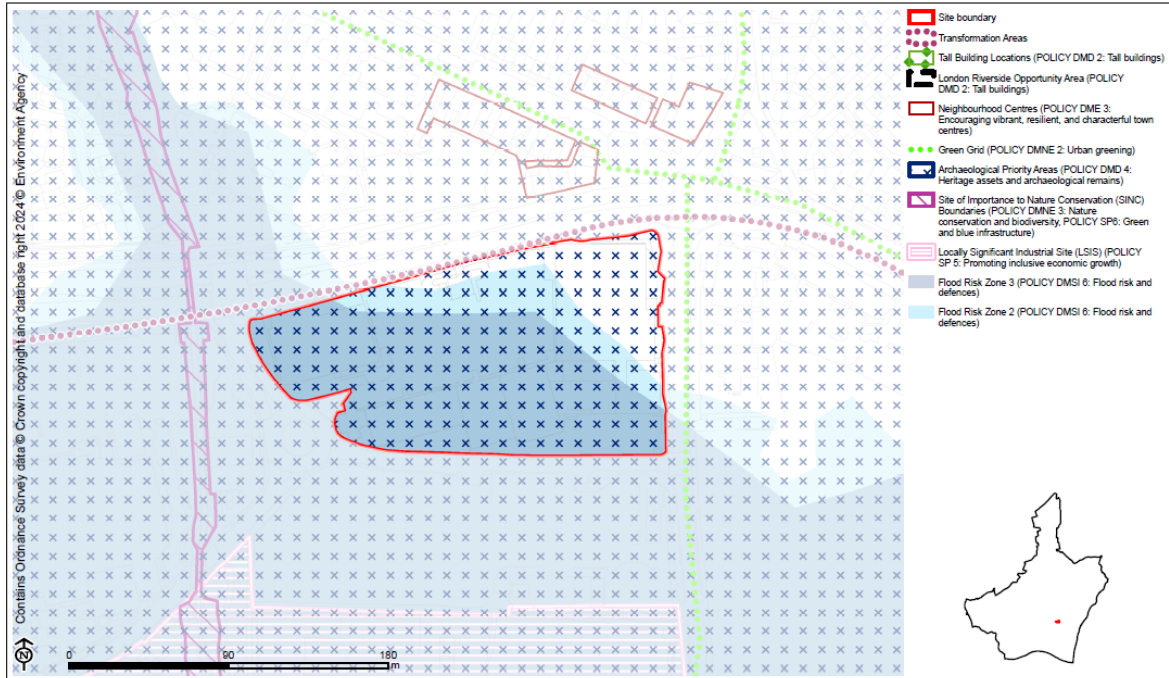 Site boundary
Transformation Areas
Tall Building Locations (POLICY DMD 2: Tall buildings)
London Riverside Opportunity Area (POLICY
DMD 2: Tall buildings)
Neighbourhood Centres (POLICY DME 3:
Encouraging vibrant, resilient, and characterful town
centres)
Green Grid (POLICY DMNE 2: Urban greening)
Archaeological Priority Areas (POLICY DMD 4:
Heritage assets and archaeological remains)
Site of Importance to Nature Conservation (SINC)
Boundaries (POLICY DMNE 3: Nature
conservation and biodiversity, POLICY SP6: Green
and blue infrastructure)
Locally Significant Industrial Site (LSIS) (POLICY
SP 5: Promoting inclusive economic growth)
Flood Risk Zone 3 (POLICY DMSI 6: Flood risk and
defences)
Flood Risk Zone 2 (POLICY DMSI 6: Flood risk and
defences)
Contains Ordnance Survey data © Crown copyright and database right 2024 © Environment Agency
N
0 90 180
m